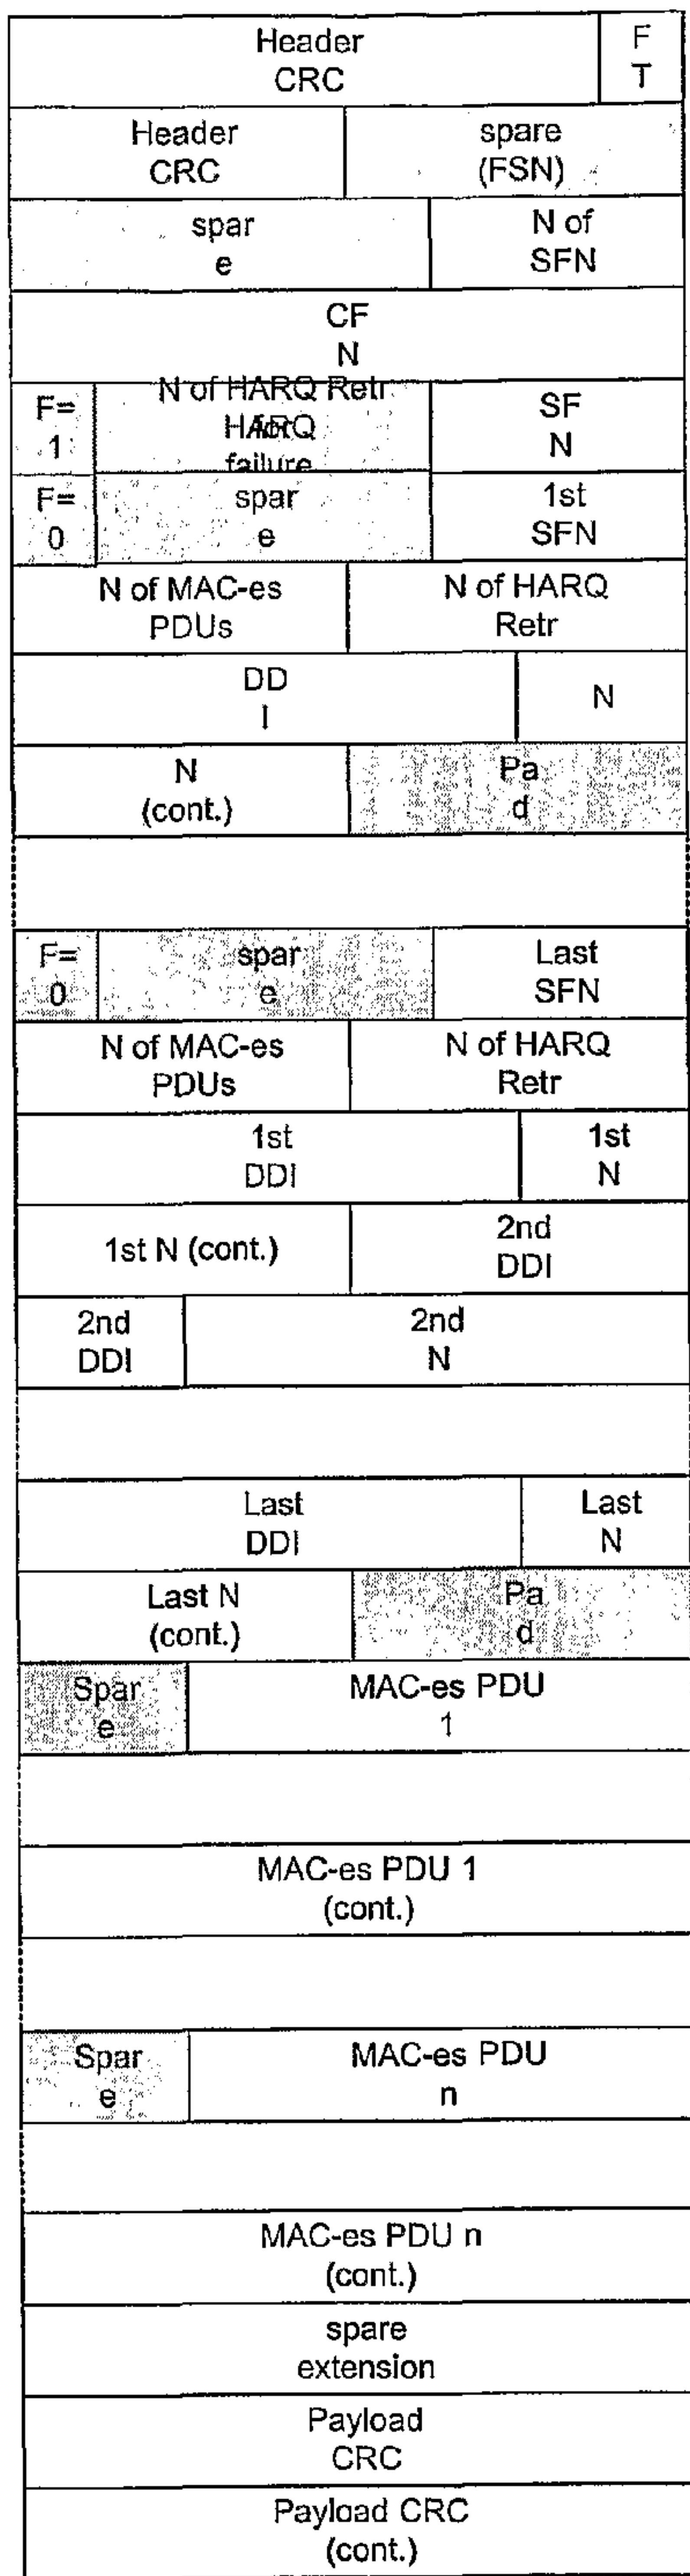 Header
CRC
F
T
Header
CRC
spare
(FSN)
spar
e
N of
SFN
CF
N
F=
1
N of HARQ Retr
HARQ
failure
SF
N
F=
0
spar
e
1st
SFN
N of MAC-es
PDUs
N of HARQ
Retr
DD
I
N
N
(cont.)
Pa
d
F=
0
spar
e
Last
SFN
N of MAC-es
PDUs
N of HARQ
Retr
1st
DDI
1st
N
1st N (cont.)
2nd
DDI
2nd
DDI
2nd
N
Last
DDI
Last
N
Last N
(cont.)
Pa
d
Spar
e
MAC-es PDU
1
MAC-es PDU 1
(cont.)
Spar
e
MAC-es PDU
n
MAC-es PDU n
(cont.)
spare
extension
Payload
CRC
Payload CRC
(cont.)